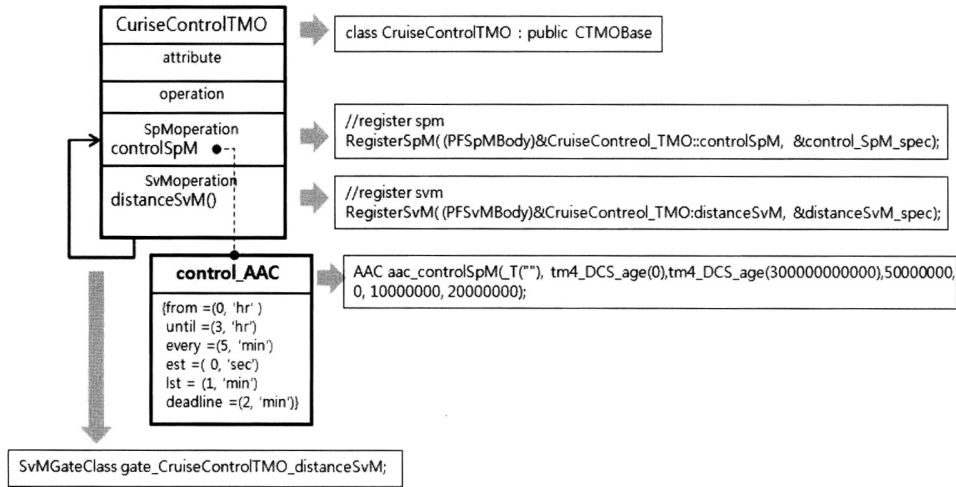 CuriseControlTMO
class CruiseControlTMO : public CTMOBase
attribute
operation
SpMoperation
controlSpM
//register spm
RegisterSpM( (PFSpMBody)&CruiseContreol_TMO::controlSpM, &control_SpM_spec);
SvMoperation
distanceSvM()
//register svm
RegisterSvM( (PFSvMBody)&CruiseContreol_TMO:distanceSvM, &distanceSvM_spec);
control_AAC
AAC aac_controlSpM(_T(""), tm4_DCS_age(0),tm4_DCS_age(300000000000),50000000,
0, 10000000, 20000000);
{from =(0, 'hr' )
until =(3, 'hr')
every =(5, 'min')
est =( 0, 'sec')
lst = (1, 'min')
deadline =(2, 'min')}
SvMGateClass gate_CruiseControlTMO_distanceSvM;